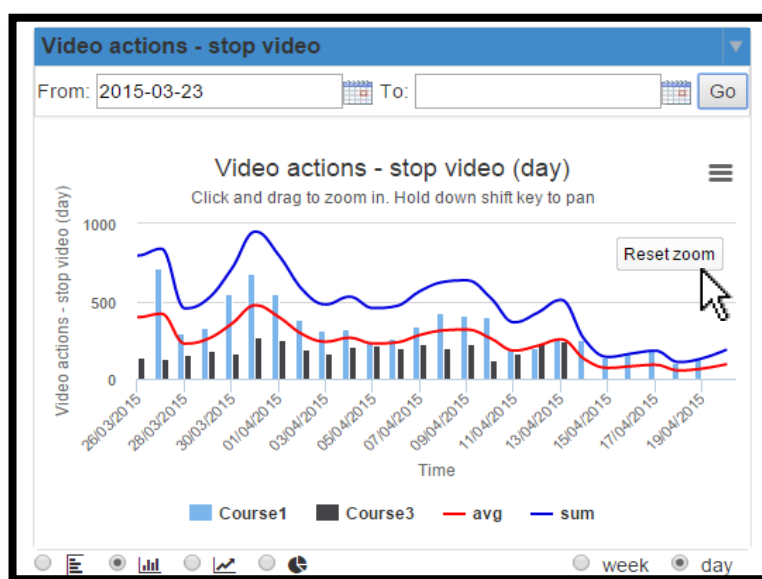 Video actions - stop video
From: 2015-03-23 To: Go
Video actions - stop video (day)
Click and drag to zoom in. Hold down shift key to pan
Video actions - stop video (day)
1000
Reset zoom
500
0
26/03/2015 28/03/2015 30/03/2015 01/04/2015 03/04/2015 05/04/2015 07/04/2015 09/04/2015 11/04/2015 13/04/2015 15/04/2015 17/04/2015 19/04/2015
Time
Course1 Course3 avg sum
week day